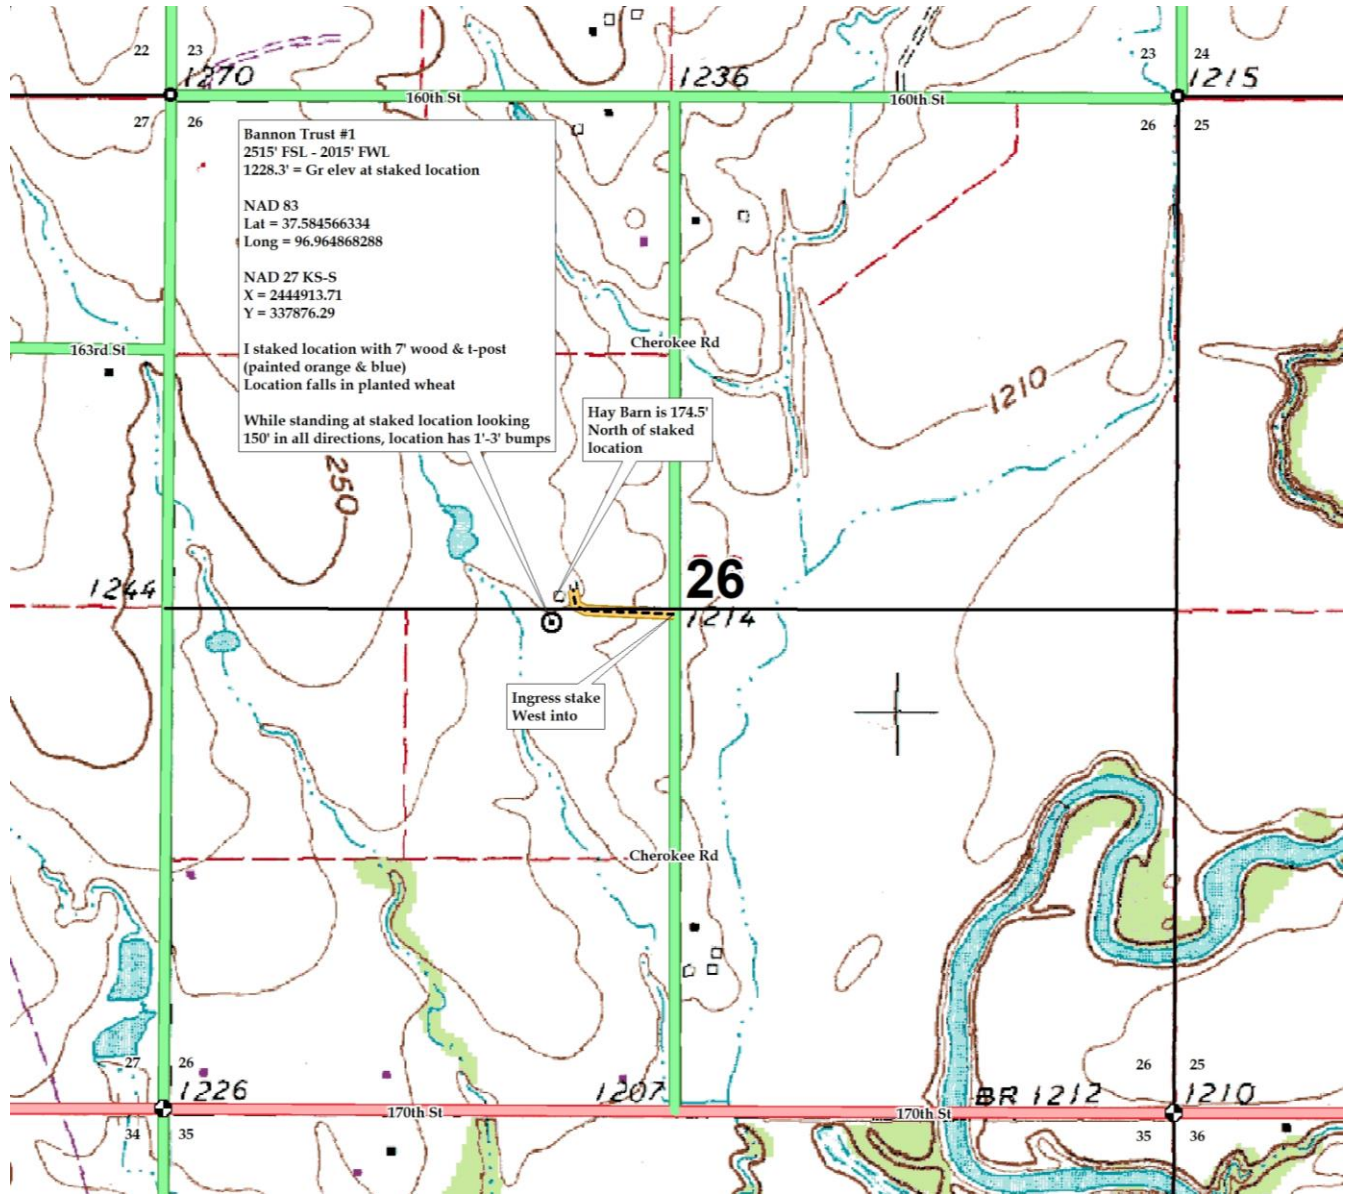 22
23
23
24
1270
1236
1215
160th St
160th St
27
26
26
25
Bannon Trust #1
2515' FSL - 2015' FWL
1228.3' = Gr elev at staked location
NAD 83
Lat = 37.584566334
Long = 96.964868288
NAD 27 KS-S
X = 2444913.71
Y = 337876.29
I staked location with 7' wood & t-post
(painted orange & blue)
Location falls in planted wheat
While standing at staked location looking
150' in all directions, location has 1'-3' bumps
163rd St
Cherokee Rd
1210
Hay Barn is 174.5'
North of staked
location
250
26
1244
1214
Ingress stake
West into
Cherokee Rd
27
26
26
25
1226
1207
BR 1212
1210
170th St
170th St
34
35
35
36